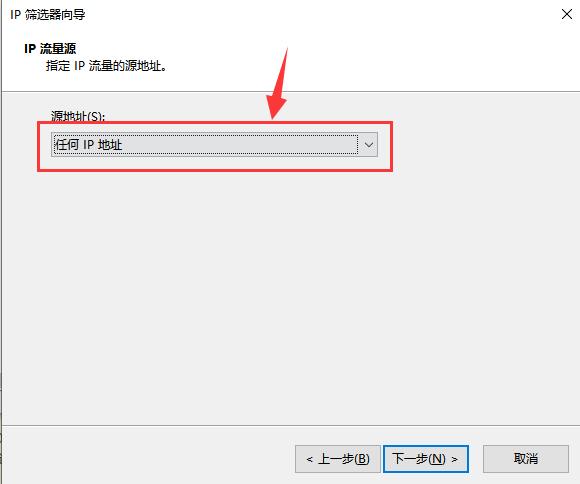 IP 筛选器向导
IP 流量源
指定 IP 流量的源地址。
源地址(S):
任何 IP 地址
< 上一步(B)
下一步(N) >
取消